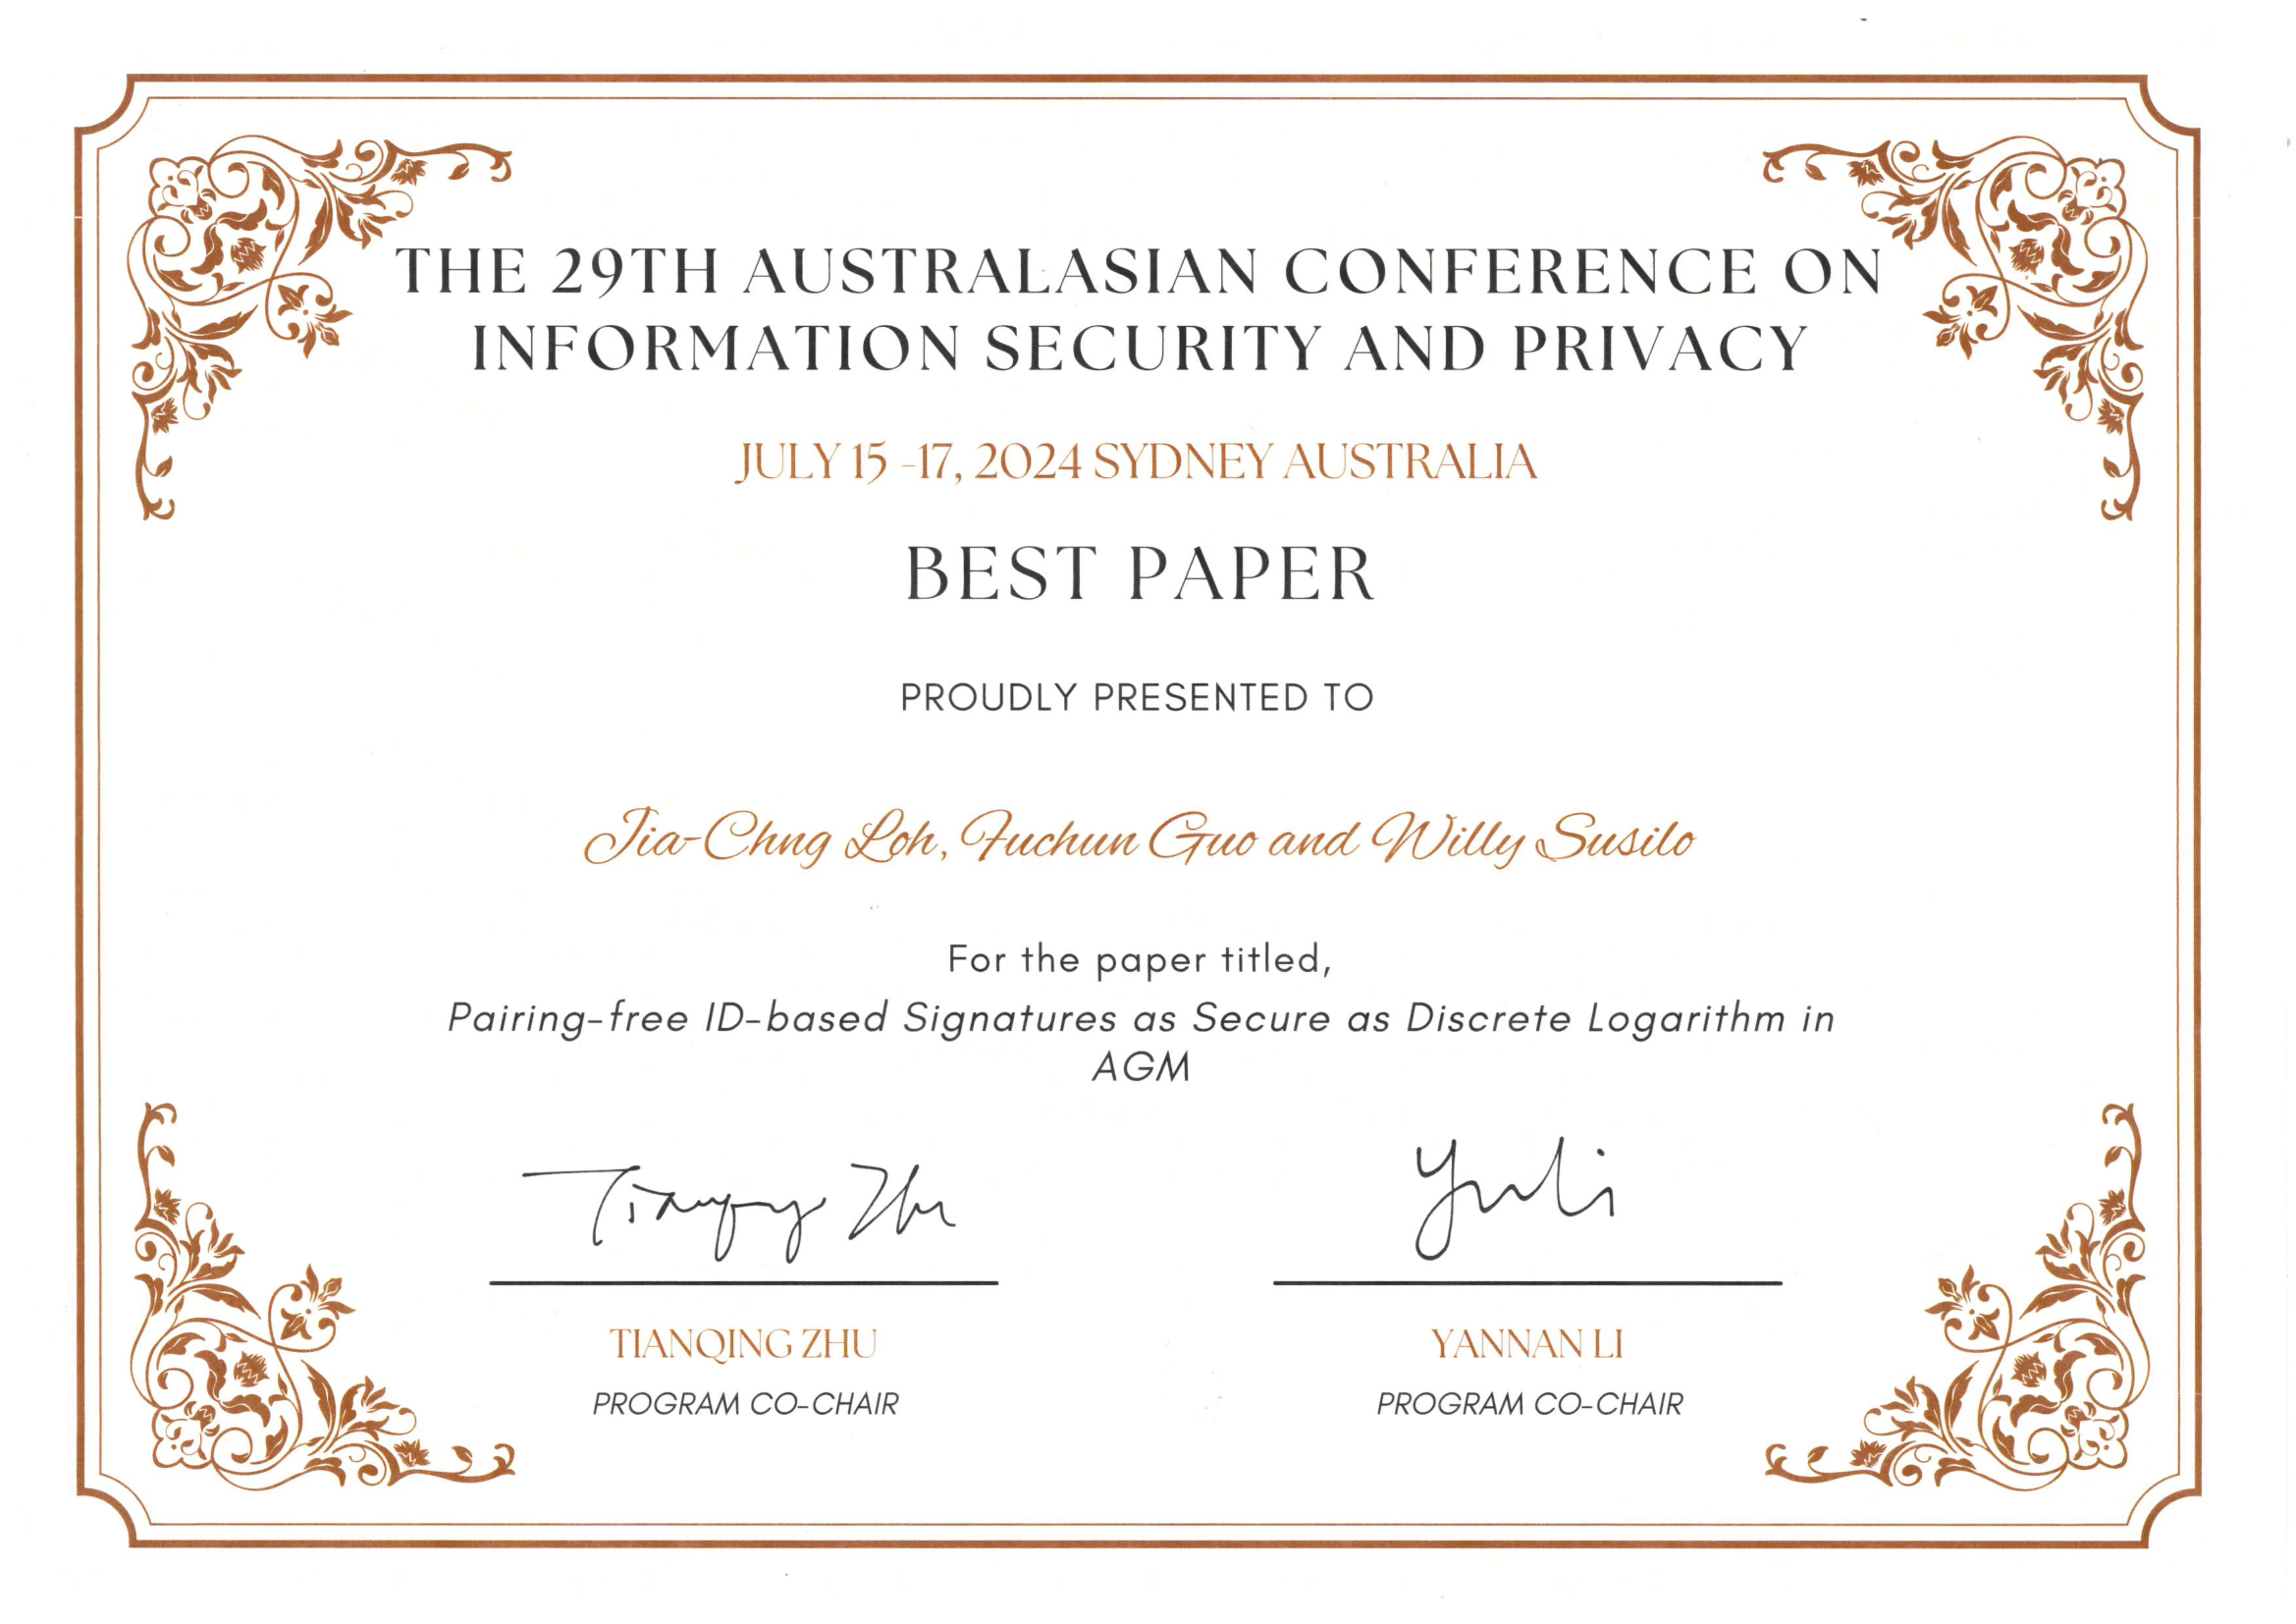 THE 29TH AUSTRALASIAN CONFERENCE ON
INFORMATION SECURITY AND PRIVACY
JULY 15 -17, 2024 SYDNEY AUSTRALIA
BEST PAPER
PROUDLY PRESENTED TO
Jia-Chng Loh, Fuchun Guo and Willy Susilo
For the paper titled,
Pairing-free ID-based Signatures as Secure as Discrete Logarithm in
AGM
Tianqing Zhu
TIANQING ZHU
PROGRAM CO-CHAIR
YANNAN LI
PROGRAM CO-CHAIR